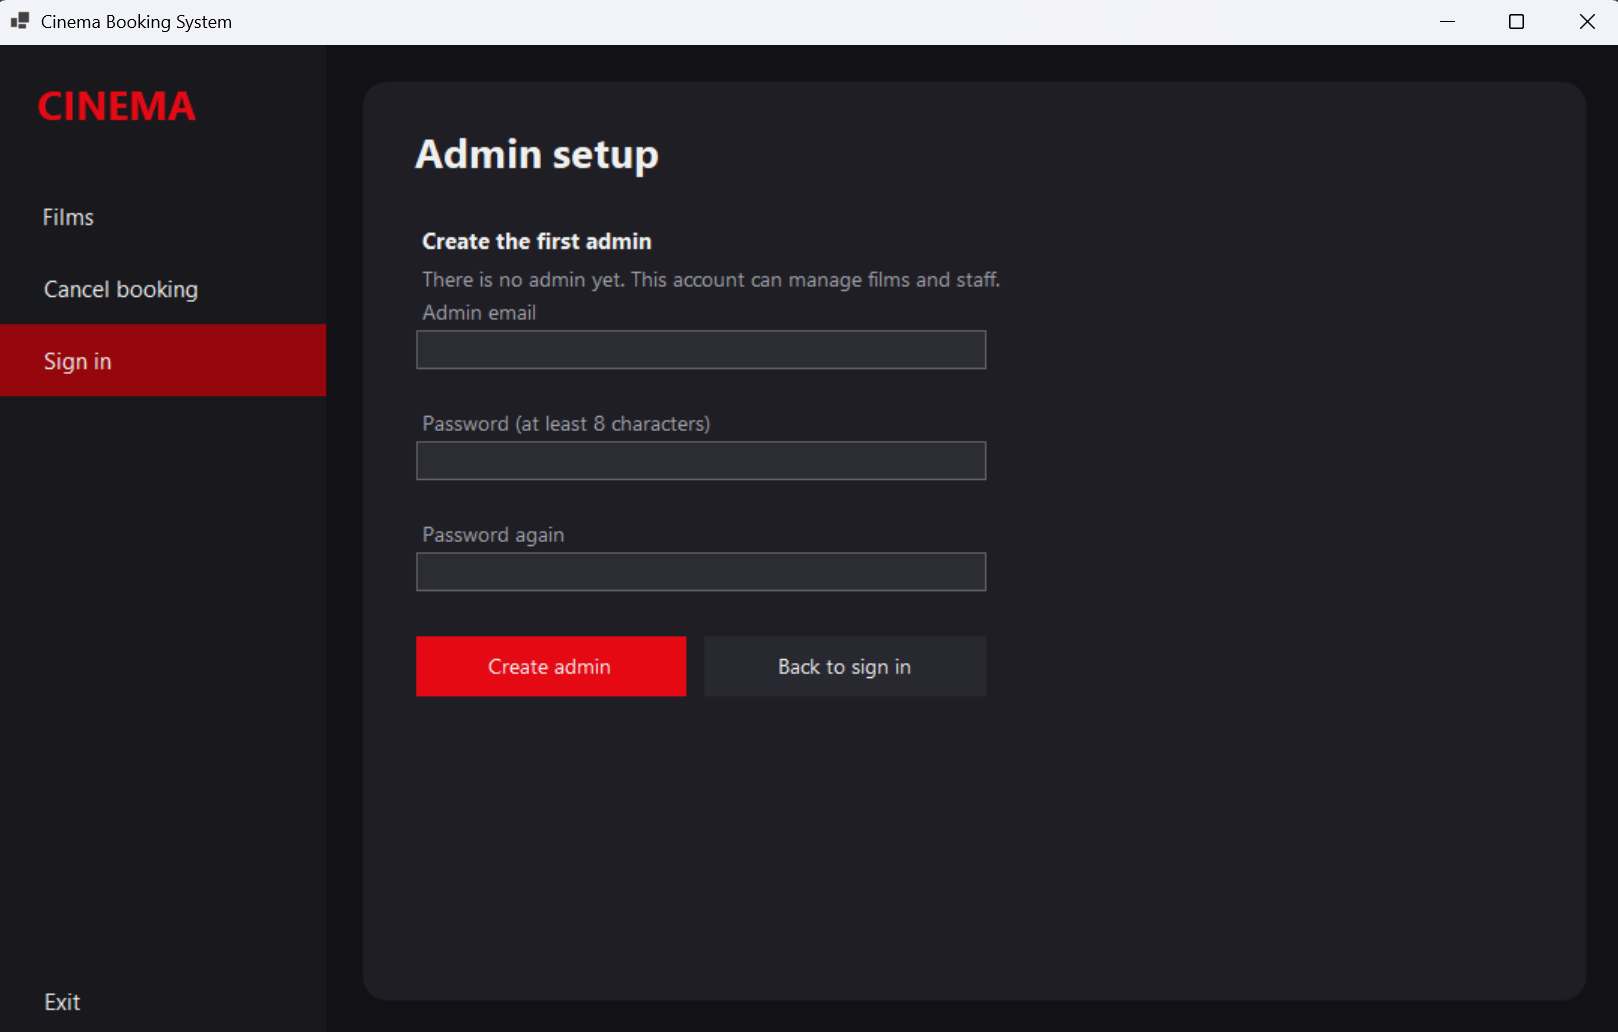 Cinema Booking System
CINEMA
Films
Cancel booking
Sign in
Exit
Admin setup
Create the first admin
There is no admin yet. This account can manage films and staff.
Admin email
Password (at least 8 characters)
Password again
Create admin
Back to sign in